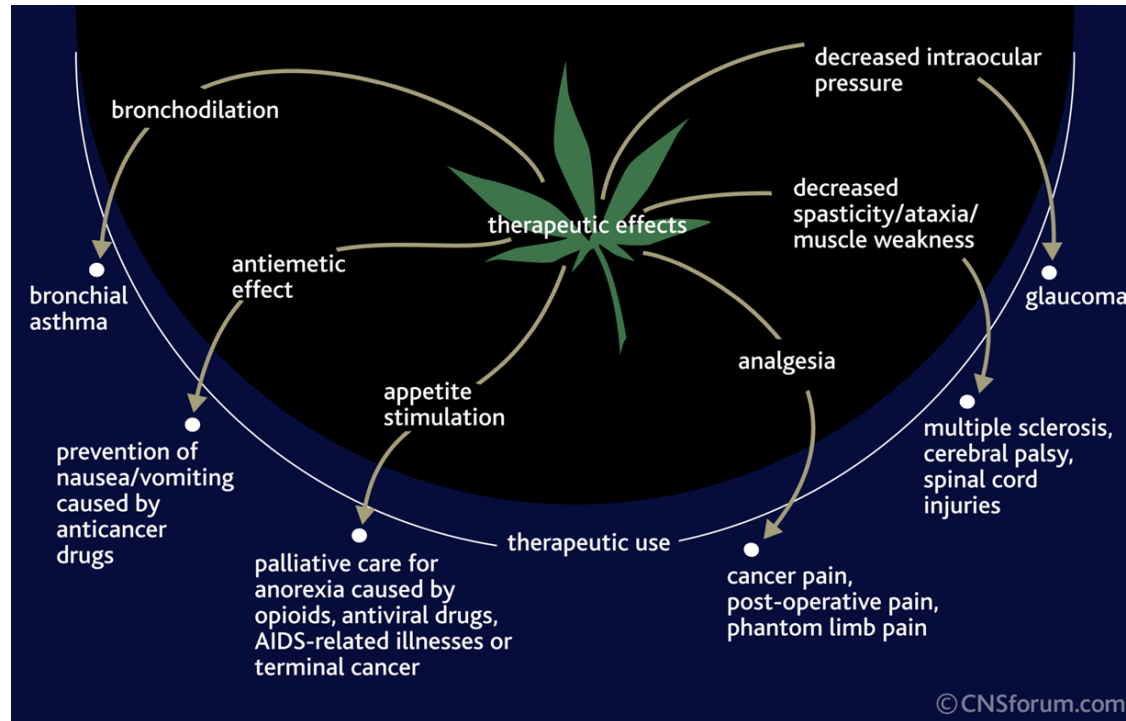 decreased intraocular
pressure
bronchodilation
decreased
spasticity/ataxia/
muscle weakness
therapeutic effects
antiemetic
effect
bronchial
asthma
glaucoma
analgesia
appetite
stimulation
multiple sclerosis,
cerebral palsy,
spinal cord
injuries
prevention of
nausea/vomiting
caused by
anticancer
drugs
therapeutic use
palliative care for
anorexia caused by
opioids, antiviral drugs,
AIDS-related illnesses or
terminal cancer
cancer pain,
post-operative pain,
phantom limb pain
© CNSforum.com